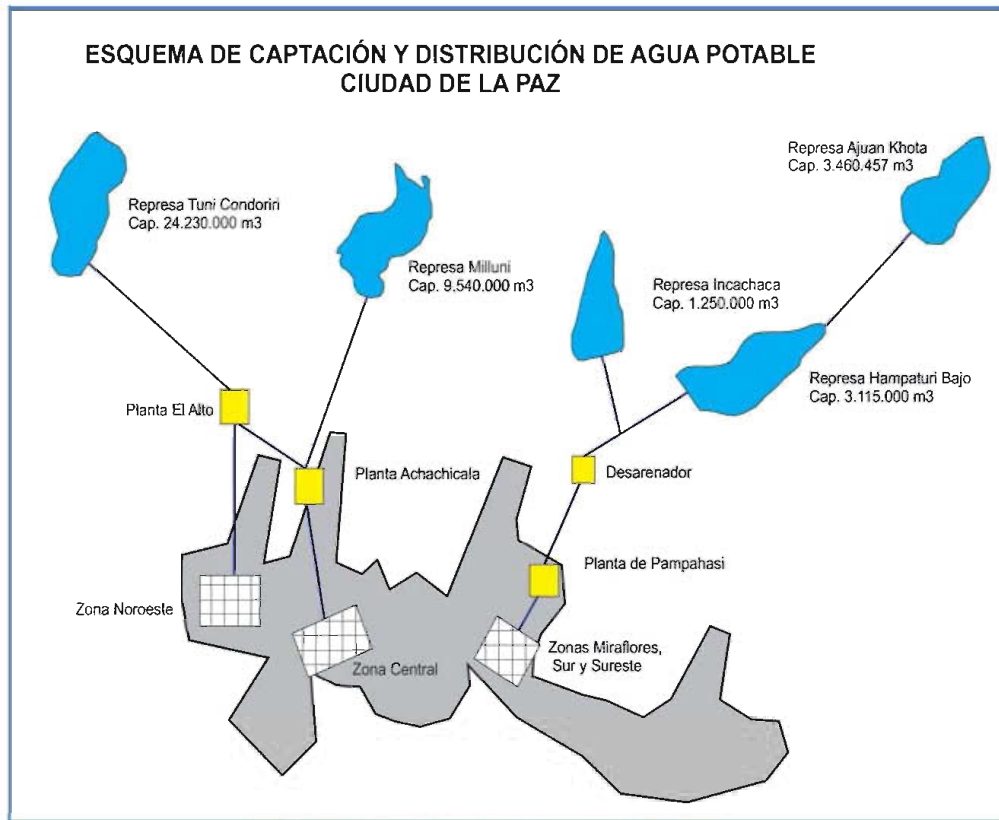 ESQUEMA DE CAPTACIÓN Y DISTRIBUCIÓN DE AGUA POTABLE
CIUDAD DE LA PAZ
Represa Ajuan Khota
Cap. 3.460.457 m3
Represa Tuni Condoriri
Cap. 24.230.000 m3
Represa Milluni
Cap. 9.540.000 m3
Represa Incachaca
Cap. 1.250.000 m3
Represa Hampaturi Bajo
Cap. 3.115.000 m3
Planta El Alto
Planta Achachicala
Desarenador
Planta de Pampahasi
Zona Noroeste
Zona Central
Zonas Miraflores,
Sur y Sureste